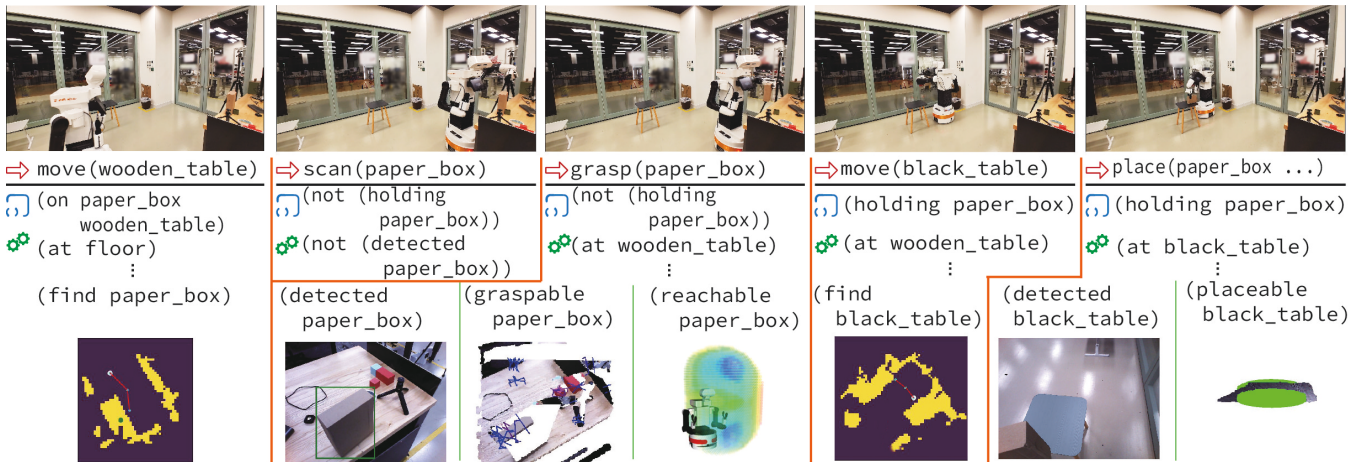 move(wooden_table)
(on paper_box
wooden_table)
(at floor)
⋮
(find paper_box)
scan(paper_box)
(not (holding
paper_box))
(not (detected
paper_box))
grasp(paper_box)
(not (holding
paper_box))
(at wooden_table)
⋮
(detected
paper_box)
(graspable
paper_box)
(reachable
paper_box)
move(black_table)
(holding paper_box)
(at wooden_table)
⋮
(find
black_table)
place(paper_box ...)
(holding paper_box)
(at black_table)
⋮
(detected
black_table)
(placeable
black_table)